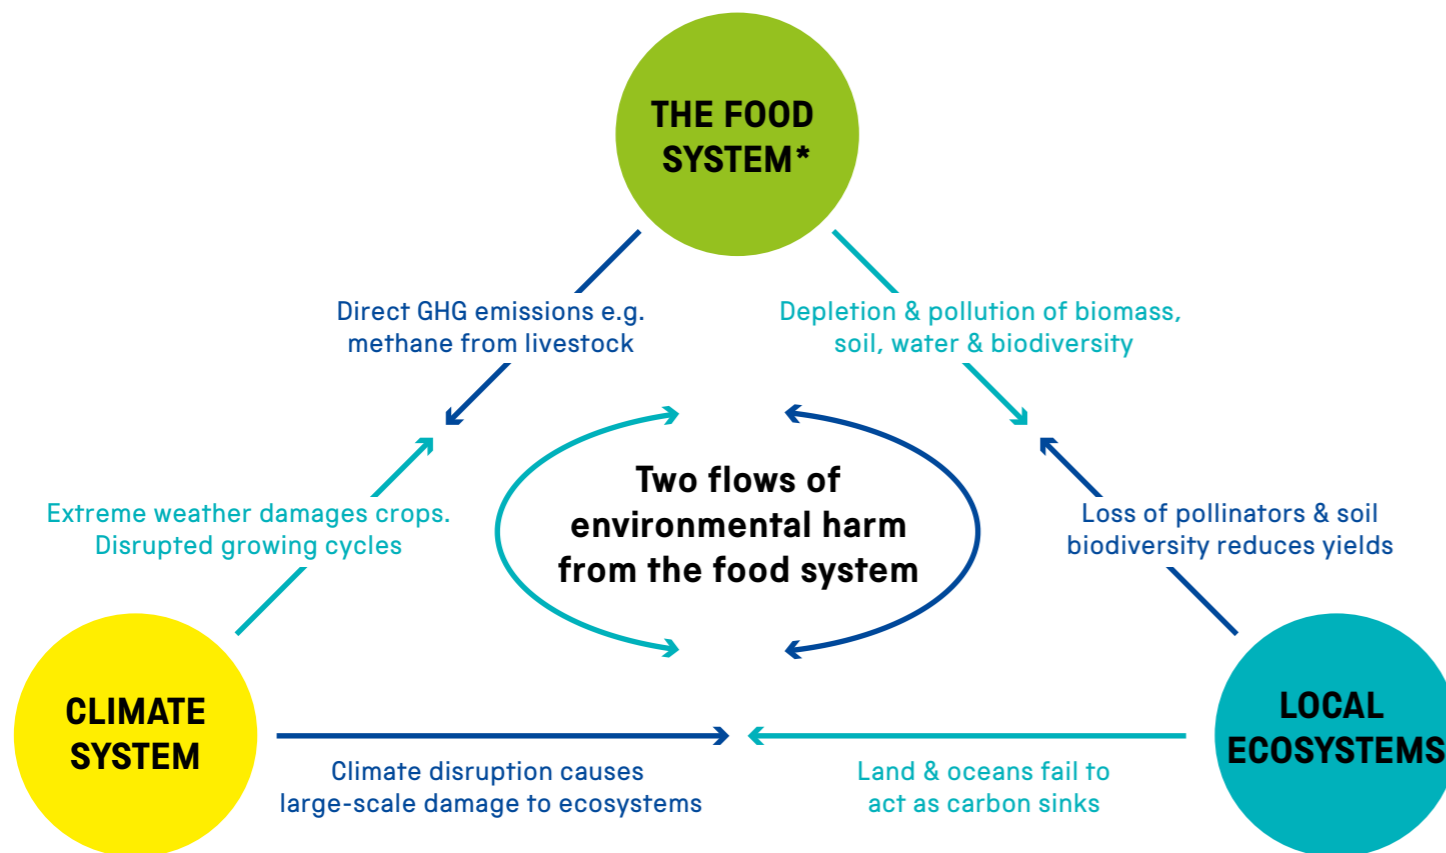 THE FOOD
SYSTEM*
Direct GHG emissions e.g.
methane from livestock
Depletion & pollution of biomass,
soil, water & biodiversity
Two flows of
environmental harm
from the food system
Extreme weather damages crops.
Disrupted growing cycles
Loss of pollinators & soil
biodiversity reduces yields
CLIMATE
SYSTEM
LOCAL
ECOSYSTEMS
Climate disruption causes
large-scale damage to ecosystems
Land & oceans fail to
act as carbon sinks